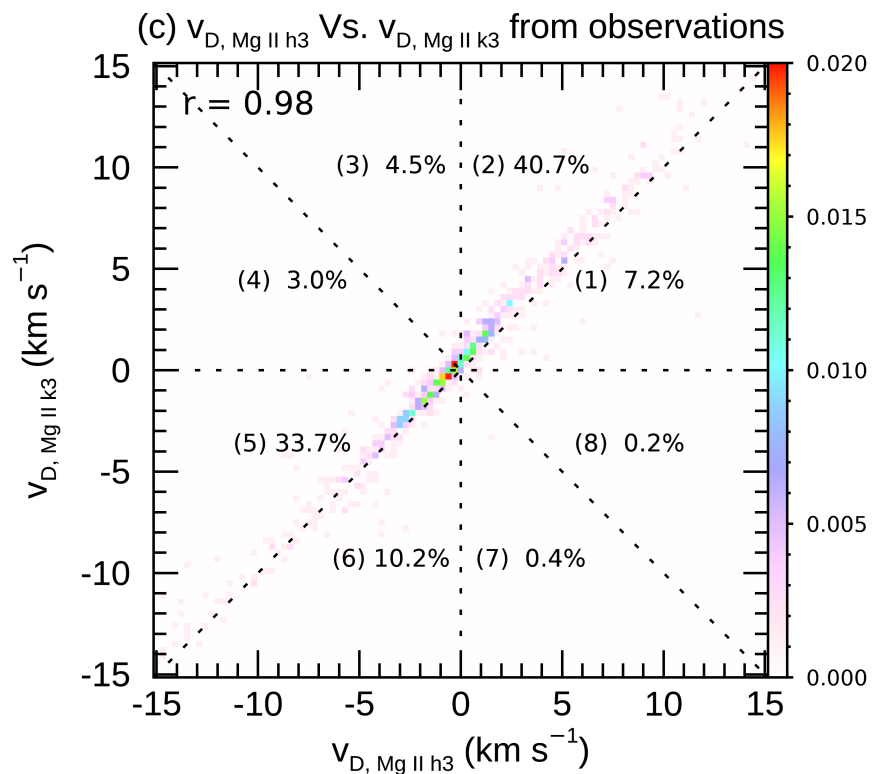 (c) v_D, Mg II h3 Vs. v_D, Mg II k3 from observations
r = 0.98
(3) 4.5% (2) 40.7%
(4) 3.0% (1) 7.2%
(5) 33.7% (8) 0.2%
(6) 10.2% (7) 0.4%
15
10
5
0
-5
-10
-15
v_D, Mg II k3 (km s⁻¹)
-15 -10 -5 0 5 10 15
v_D, Mg II h3 (km s⁻¹)
0.020
0.015
0.010
0.005
0.000